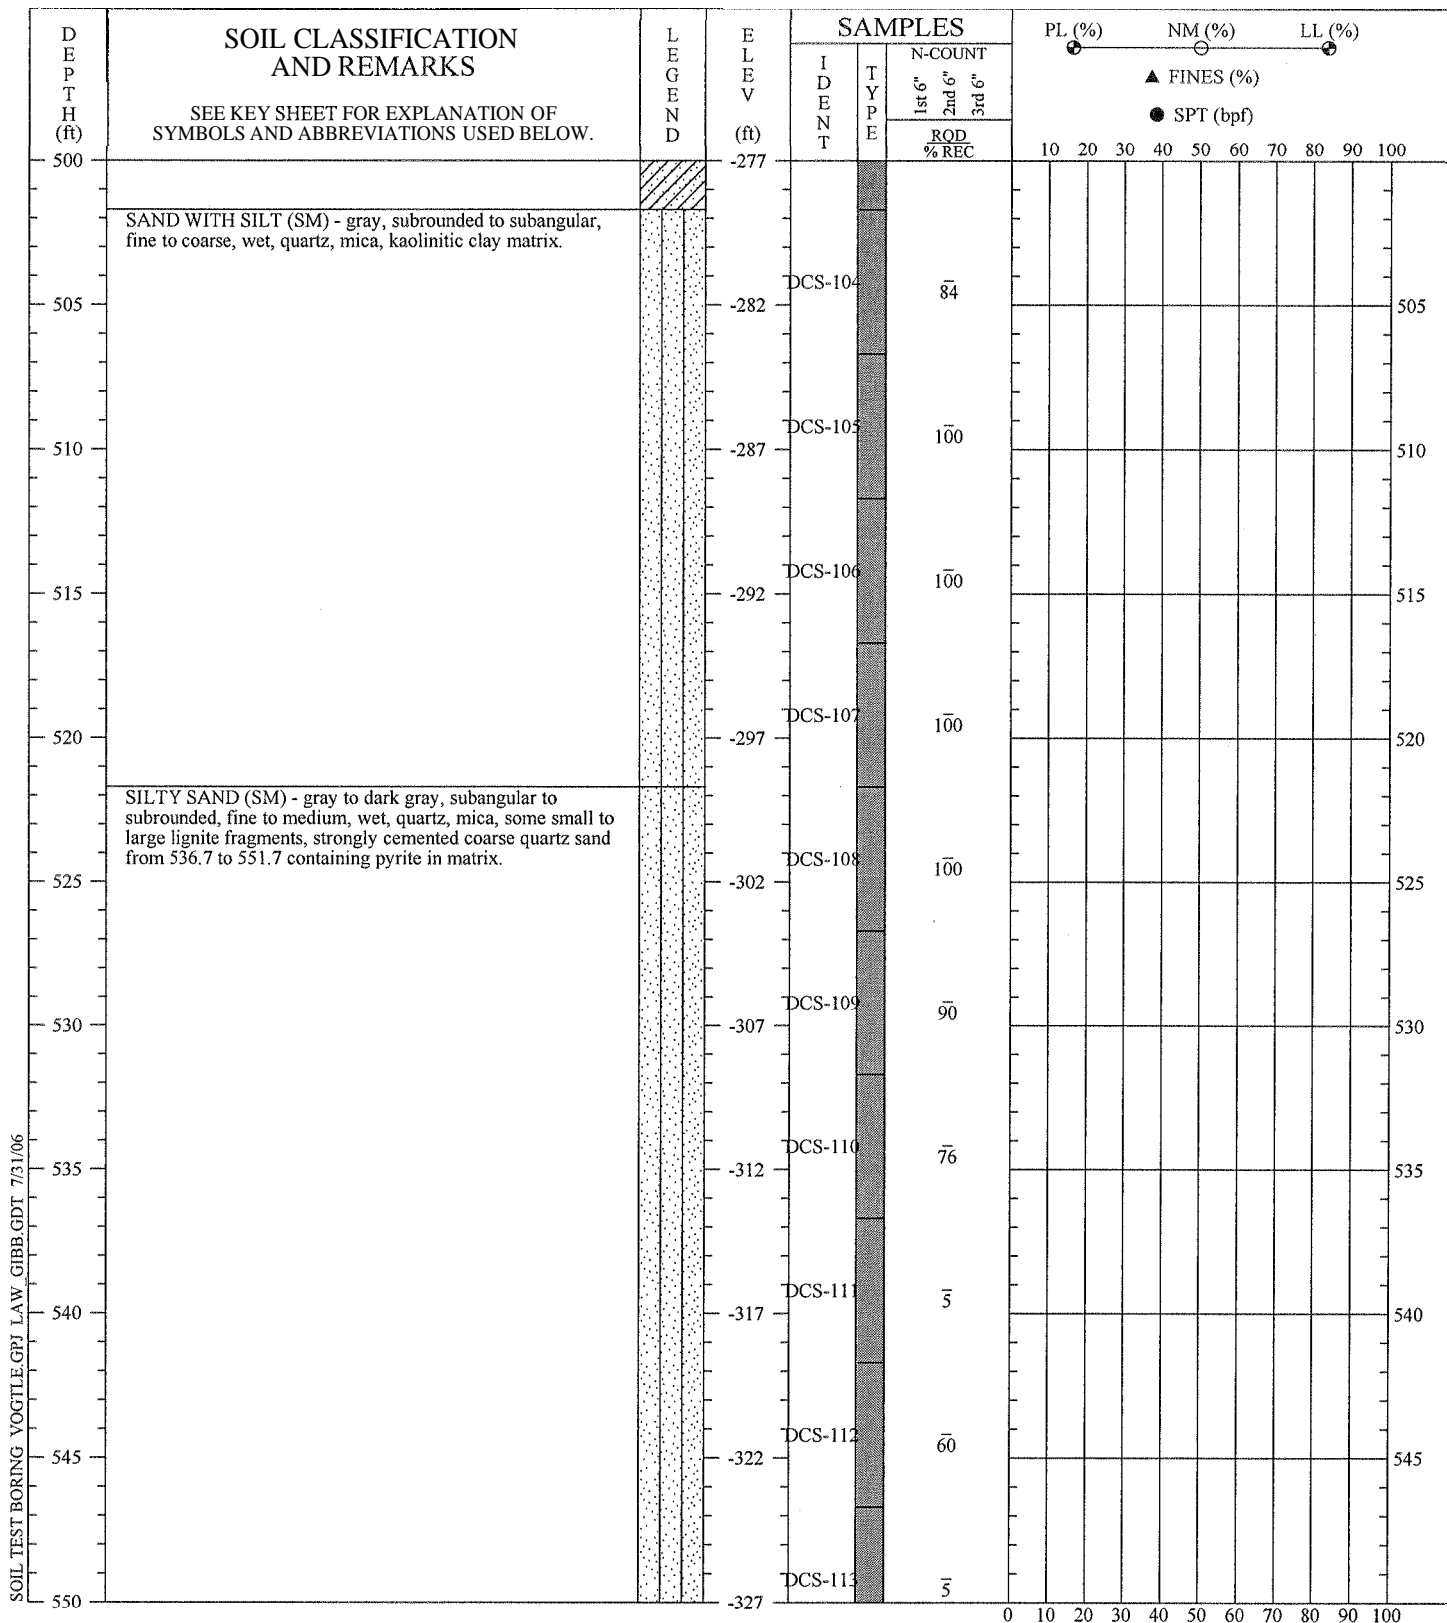 DEPTH
(ft)
SOIL CLASSIFICATION
AND REMARKS
SEE KEY SHEET FOR EXPLANATION OF
SYMBOLS AND ABBREVIATIONS USED BELOW.
LEGEND
ELEV
(ft)
SAMPLES
IDENT
TYPE
N-COUNT
1st 6"
2nd 6"
3rd 6"
RQD
% REC
PL (%)
NM (%)
LL (%)
▲ FINES (%)
● SPT (bpf)
10 20 30 40 50 60 70 80 90 100
500
-277
SAND WITH SILT (SM) - gray, subrounded to subangular,
fine to coarse, wet, quartz, mica, kaolinitic clay matrix.
DCS-104
84
505
-282
505
DCS-105
100
510
-287
510
DCS-106
100
515
-292
515
DCS-107
100
520
-297
520
SILTY SAND (SM) - gray to dark gray, subangular to
subrounded, fine to medium, wet, quartz, mica, some small to
large lignite fragments, strongly cemented coarse quartz sand
from 536.7 to 551.7 containing pyrite in matrix.
DCS-108
100
525
-302
525
DCS-109
90
530
-307
530
DCS-110
76
535
-312
535
DCS-111
5
540
-317
540
DCS-112
60
545
-322
545
DCS-113
5
550
-327
0 10 20 30 40 50 60 70 80 90 100
SOIL TEST BORING VOGTLE.GPJ LAW_GIBB.GDT 7/31/06